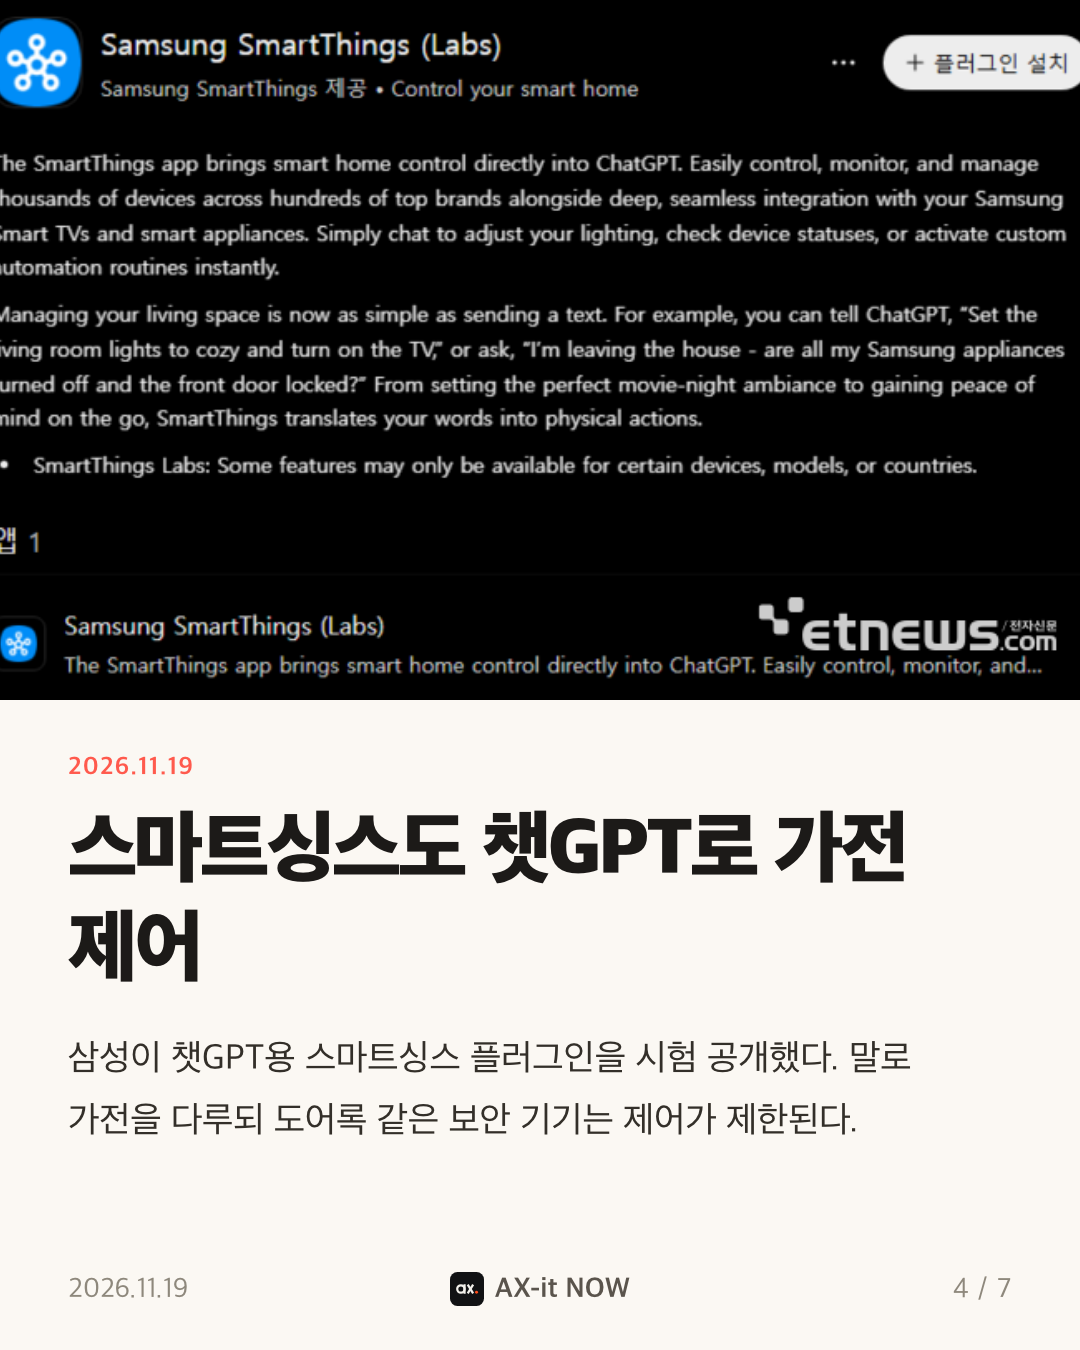 Samsung SmartThings (Labs)
Samsung SmartThings 제공 • Control your smart home
...
+ 플러그인 설치
The SmartThings app brings smart home control directly into ChatGPT. Easily control, monitor, and manage
thousands of devices across hundreds of top brands alongside deep, seamless integration with your Samsung
Smart TVs and smart appliances. Simply chat to adjust your lighting, check device statuses, or activate custom
automation routines instantly.
Managing your living space is now as simple as sending a text. For example, you can tell ChatGPT, “Set the
living room lights to cozy and turn on the TV,” or ask, “I'm leaving the house - are all my Samsung appliances
turned off and the front door locked?” From setting the perfect movie-night ambiance to gaining peace of
mind on the go, SmartThings translates your words into physical actions.
• SmartThings Labs: Some features may only be available for certain devices, models, or countries.
앱 1
Samsung SmartThings (Labs)
The SmartThings app brings smart home control directly into ChatGPT. Easily control, monitor, and...
etnews.com /전자신문
2026.11.19
스마트싱스도 챗GPT로 가전
제어
삼성이 챗GPT용 스마트싱스 플러그인을 시험 공개했다. 말로
가전을 다루되 도어록 같은 보안 기기는 제어가 제한된다.
2026.11.19
ax. AX-it NOW
4 / 7